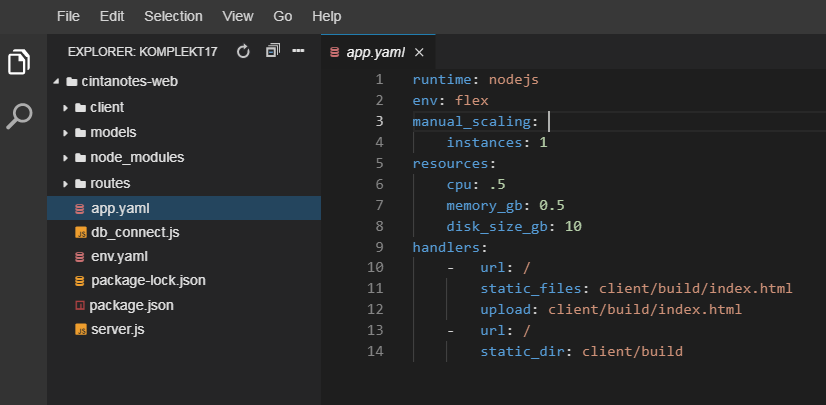 File Edit Selection View Go Help
EXPLORER: KOMPLEKT17
cintanotes-web
client
models
node_modules
routes
app.yaml
db_connect.js
env.yaml
package-lock.json
package.json
server.js
app.yaml
1 runtime: nodejs
2 env: flex
3 manual_scaling:
4 instances: 1
5 resources:
6 cpu: .5
7 memory_gb: 0.5
8 disk_size_gb: 10
9 handlers:
10 - url: /
11 static_files: client/build/index.html
12 upload: client/build/index.html
13 - url: /
14 static_dir: client/build